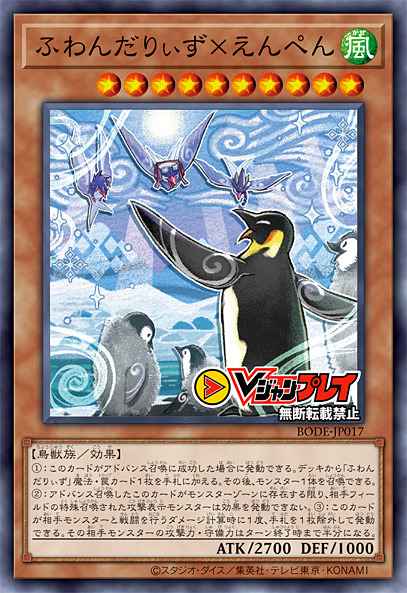 ふわんだりぃず×えんぺん
風
Vジャンプレイ
無断転載禁止
BODE-JP017
【鳥獣族／効果】
①：このカードがアドバンス召喚に成功した場合に発動できる。デッキから「ふわん
だりぃず」魔法・罠カード1枚を手札に加える。その後、モンスター1体を召喚できる。
②：アドバンス召喚したこのカードがモンスターゾーンに存在する限り、相手フィー
ルドの特殊召喚された攻撃表示モンスターは効果を発動できない。③：このカード
が相手モンスターと戦闘を行うダメージ計算時に1度、手札を1枚除外して発動
できる。その相手モンスターの攻撃力・守備力はターン終了時まで半分になる。
ATK/2700 DEF/1000
©スタジオ・ダイス／集英社・テレビ東京・KONAMI